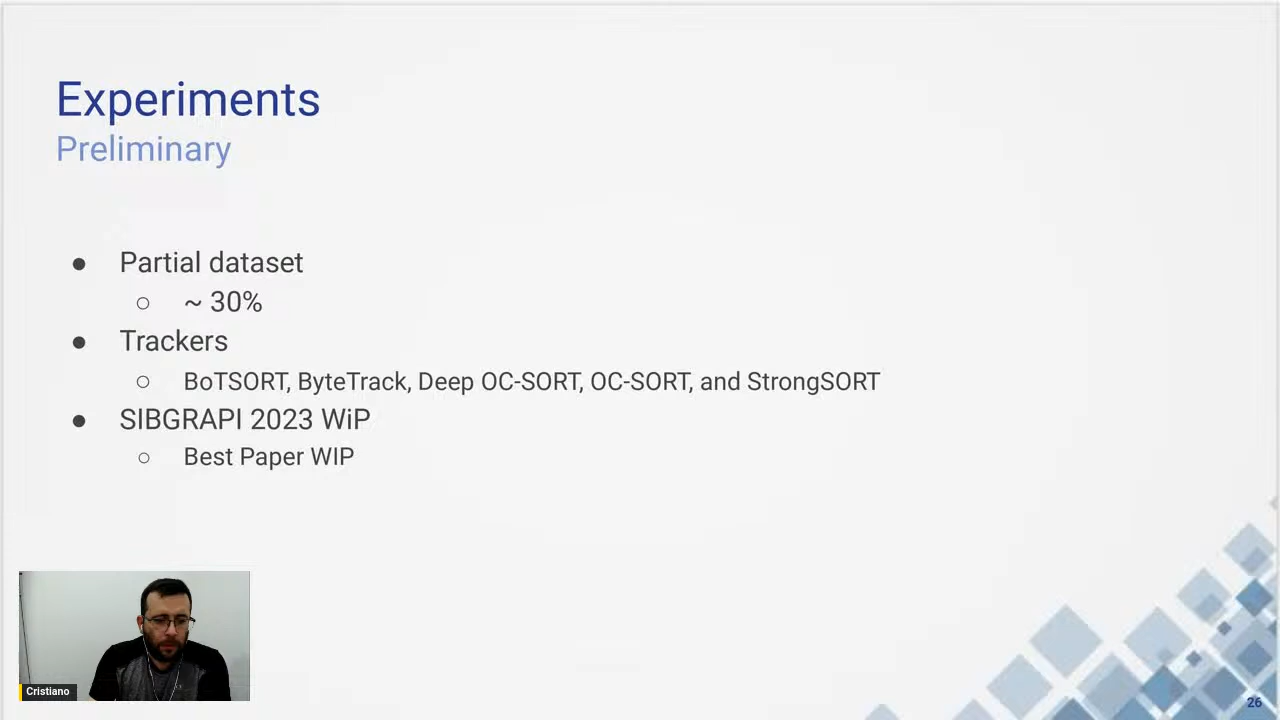 Experiments
Preliminary
● Partial dataset
○ ~ 30%
● Trackers
○ BoTSORT, ByteTrack, Deep OC-SORT, OC-SORT, and StrongSORT
● SIBGRAPI 2023 WiP
○ Best Paper WIP
Cristiano
26